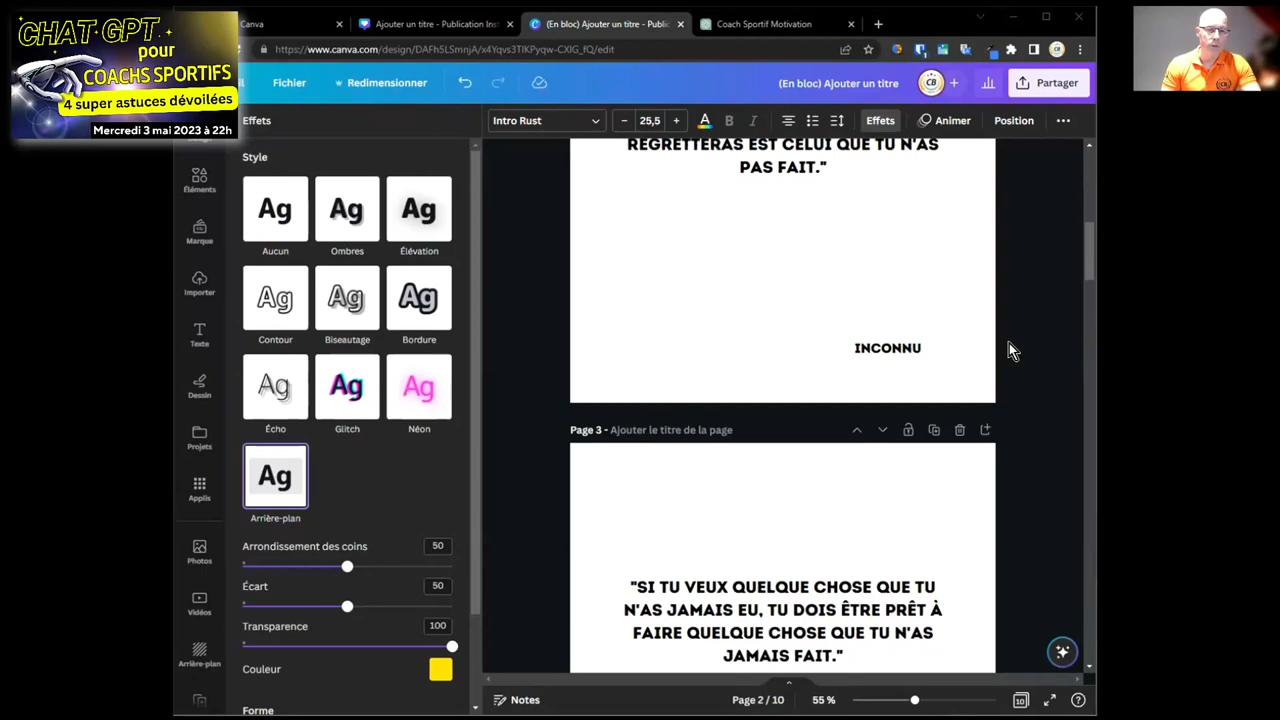 CHAT GPT
pour
COACHS SPORTIFS
4 super astuces dévoilées
Mercredi 3 mai 2023 à 22h
Canva
Ajouter un titre - Publication Inst
(En bloc) Ajouter un titre - Public
Coach Sportif Motivation
https://www.canva.com/design/DAFh5LSmnjA/x4Yqvs3TIKPyqw-CXlG_fQ/edit
Fichier
Redimensionner
(En bloc) Ajouter un titre
CB
Partager
Effets
Intro Rust
25,5
A
B
I
Effets
Animer
Position
Style
Ag
Ag
Ag
Aucun
Ombres
Élévation
Ag
Ag
Ag
Contour
Biseautage
Bordure
Ag
Ag
Ag
Écho
Glitch
Néon
Ag
Arrière-plan
Arrondissement des coins
50
Écart
50
Transparence
100
Couleur
Forme
Éléments
Marque
Importer
Texte
Dessin
Projets
Applis
Photos
Vidéos
Arrière-plan
REGRETTERAS EST CELUI QUE TU N'AS
PAS FAIT."
INCONNU
Page 3 - Ajouter le titre de la page
"SI TU VEUX QUELQUE CHOSE QUE TU
N'AS JAMAIS EU, TU DOIS ÊTRE PRÊT À
FAIRE QUELQUE CHOSE QUE TU N'AS
JAMAIS FAIT."
Notes
Page 2 / 10
55 %
10